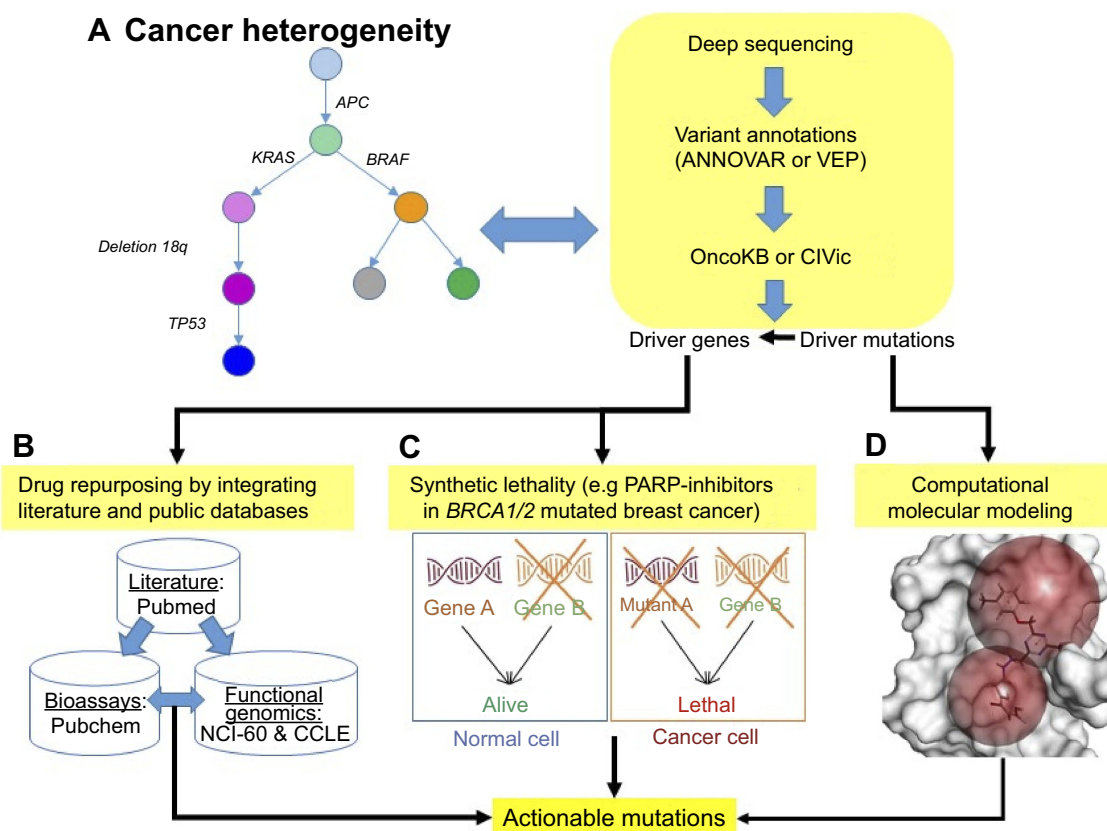 A Cancer heterogeneity
APC
KRAS
BRAF
Deletion 18q
TP53
Deep sequencing
Variant annotations
(ANNOVAR or VEP)
OncoKB or CIVic
Driver genes
Driver mutations
B
Drug repurposing by integrating
literature and public databases
Literature:
Pubmed
Bioassays:
Pubchem
Functional
genomics:
NCI-60 & CCLE
C
Synthetic lethality (e.g PARP-inhibitors
in BRCA1/2 mutated breast cancer)
Gene A
Gene B
Alive
Normal cell
Mutant A
Gene B
Lethal
Cancer cell
D
Computational
molecular modeling
Actionable mutations